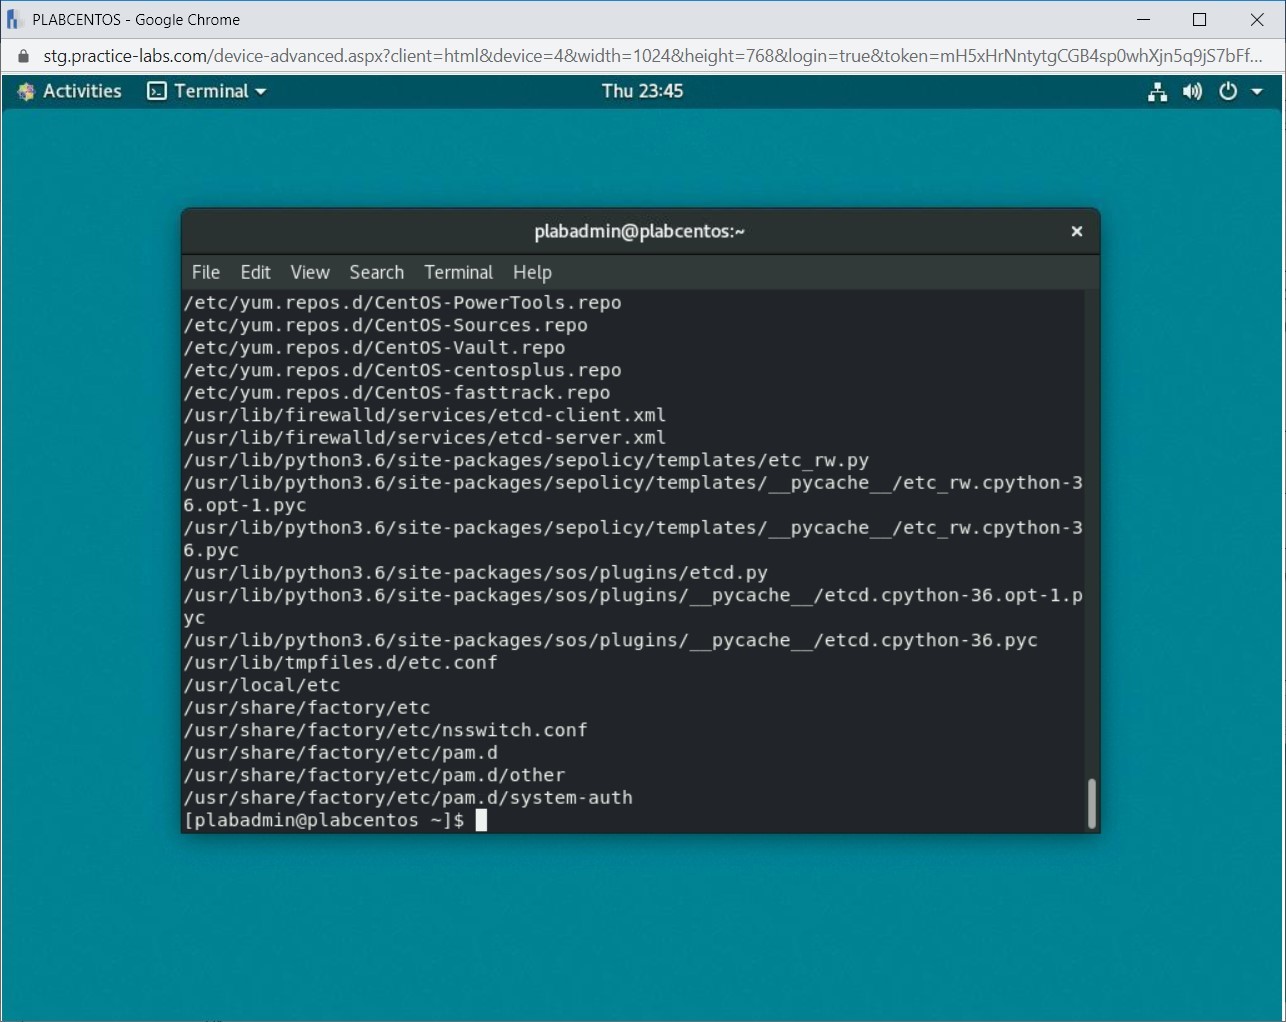 PLABCENTOS - Google Chrome
stg.practice-labs.com/device-advanced.aspx?client=html&device=4&width=1024&height=768&login=true&token=mH5xHrNntytgCGB4sp0whXjn5q9jS7bFf...
Activities Terminal Thu 23:45
plabadmin@plabcentos:~
File Edit View Search Terminal Help
/etc/yum.repos.d/CentOS-PowerTools.repo
/etc/yum.repos.d/CentOS-Sources.repo
/etc/yum.repos.d/CentOS-Vault.repo
/etc/yum.repos.d/CentOS-centosplus.repo
/etc/yum.repos.d/CentOS-fasttrack.repo
/usr/lib/firewalld/services/etcd-client.xml
/usr/lib/firewalld/services/etcd-server.xml
/usr/lib/python3.6/site-packages/sepolicy/templates/etc_rw.py
/usr/lib/python3.6/site-packages/sepolicy/templates/__pycache__/etc_rw.cpython-3
6.opt-1.pyc
/usr/lib/python3.6/site-packages/sepolicy/templates/__pycache__/etc_rw.cpython-3
6.pyc
/usr/lib/python3.6/site-packages/sos/plugins/etcd.py
/usr/lib/python3.6/site-packages/sos/plugins/__pycache__/etcd.cpython-36.opt-1.p
yc
/usr/lib/python3.6/site-packages/sos/plugins/__pycache__/etcd.cpython-36.pyc
/usr/lib/tmpfiles.d/etc.conf
/usr/local/etc
/usr/share/factory/etc
/usr/share/factory/etc/nsswitch.conf
/usr/share/factory/etc/pam.d
/usr/share/factory/etc/pam.d/other
/usr/share/factory/etc/pam.d/system-auth
[plabadmin@plabcentos ~]$